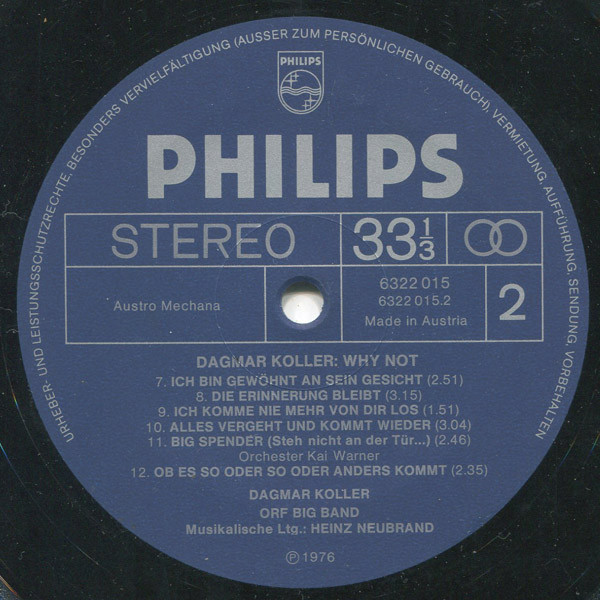 URHEBER- UND LEISTUNGSSCHUTZRECHTE, BESONDERS VERVIELFÄLTIGUNG (AUSSER ZUM PERSÖNLICHEN GEBRAUCH), VERMIETUNG, AUFFÜHRUNG, SENDUNG, VORBEHALTEN
PHILIPS
PHILIPS
STEREO
33 1/3
Austro Mechana
6322 015
6322 015.2
Made in Austria
2
DAGMAR KOLLER: WHY NOT
7. ICH BIN GEWÖHNT AN SEIN GESICHT (2.51)
8. DIE ERINNERUNG BLEIBT (3.15)
9. ICH KOMME NIE MEHR VON DIR LOS (1.51)
10. ALLES VERGEHT UND KOMMT WIEDER (3.04)
11. BIG SPENDER (Steh nicht an der Tür...) (2.46)
Orchester Kai Warner
12. OB ES SO ODER SO ODER ANDERS KOMMT (2.35)
DAGMAR KOLLER
ORF BIG BAND
Musikalische Ltg.: HEINZ NEUBRAND
Ⓟ 1976